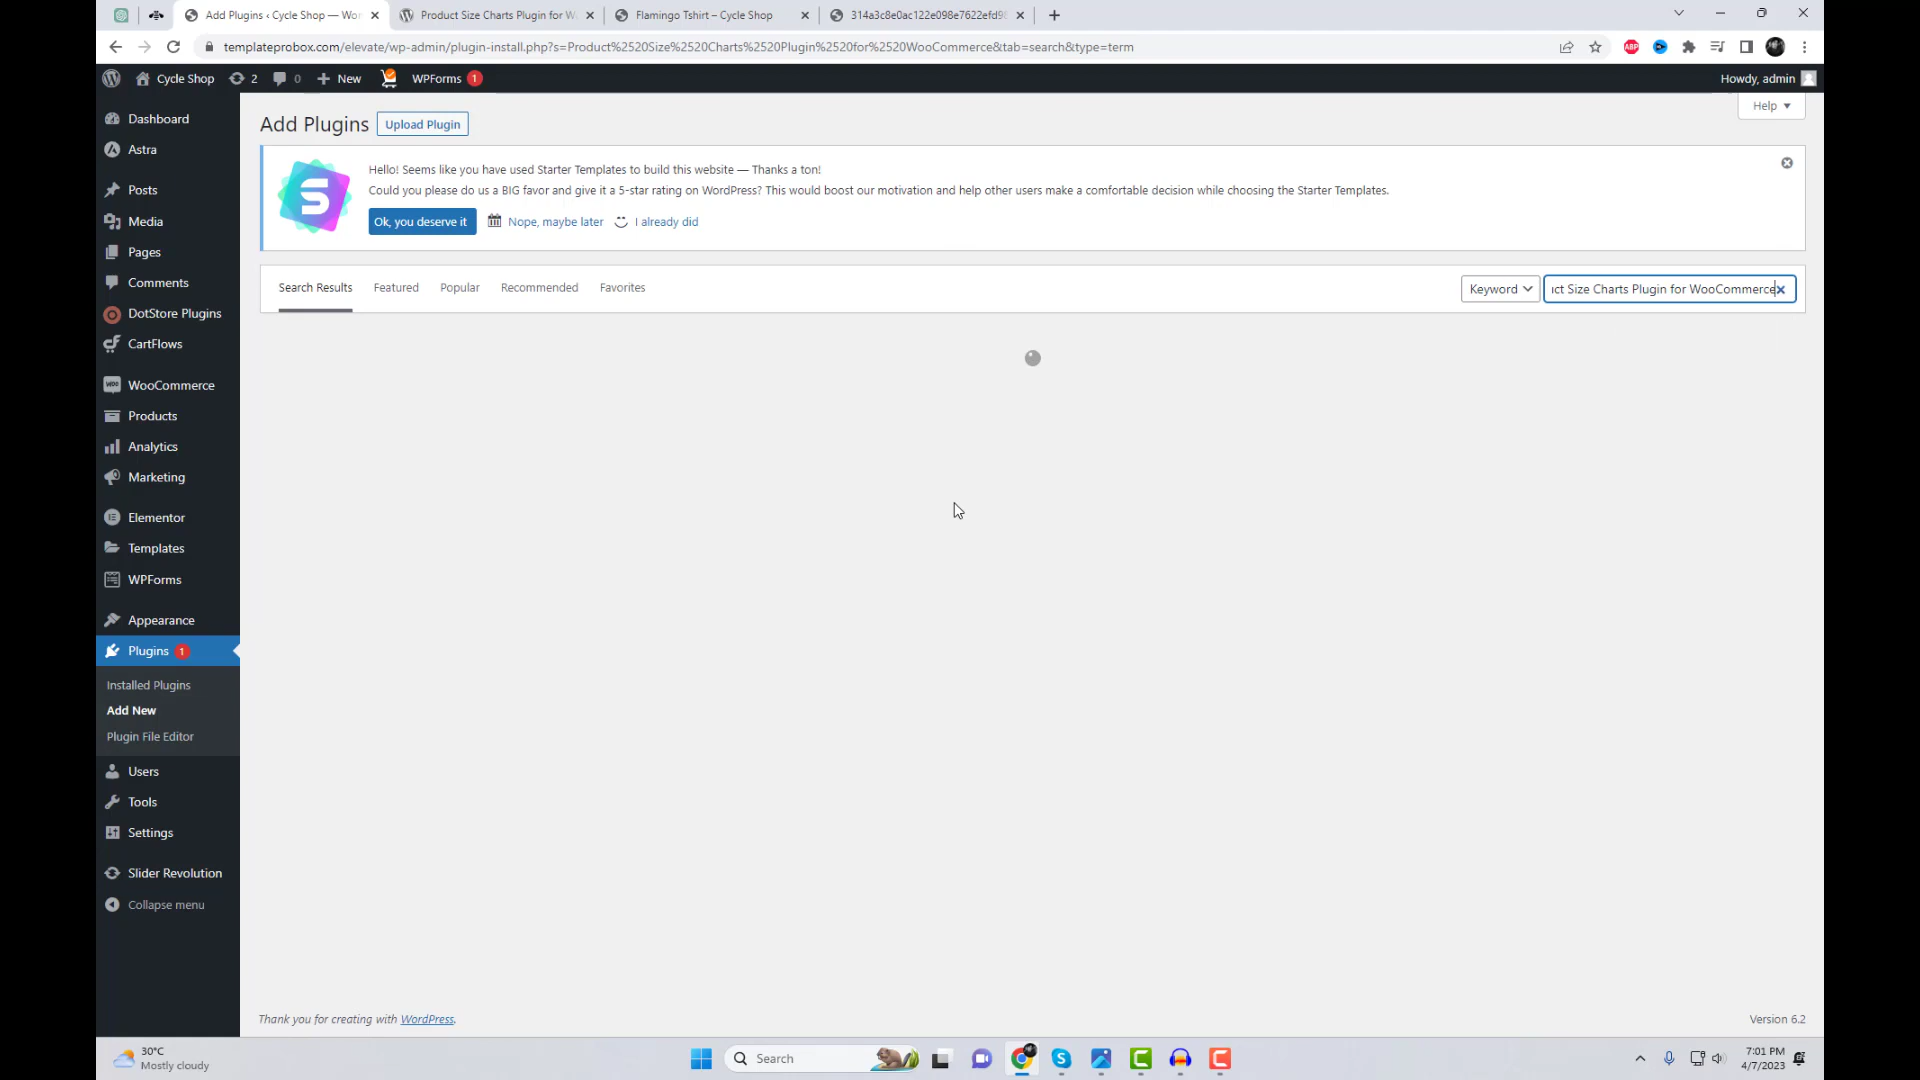 Add Plugins ‹ Cycle Shop — Wor
Product Size Charts Plugin for W
Flamingo Tshirt – Cycle Shop
314a3c8e0ac122e098e7622efd9
templateprobox.com/elevate/wp-admin/plugin-install.php?s=Product%2520Size%2520Charts%2520Plugin%2520for%2520WooCommerce&tab=search&type=term
ABP
Cycle Shop
2
0
New
WPForms 1
Howdy, admin
Dashboard
Astra
Posts
Media
Pages
Comments
DotStore Plugins
CartFlows
WooCommerce
Products
Analytics
Marketing
Elementor
Templates
WPForms
Appearance
Plugins 1
Installed Plugins
Add New
Plugin File Editor
Users
Tools
Settings
Slider Revolution
Collapse menu
Help
Add Plugins Upload Plugin
Hello! Seems like you have used Starter Templates to build this website — Thanks a ton!
Could you please do us a BIG favor and give it a 5-star rating on WordPress? This would boost our motivation and help other users make a comfortable decision while choosing the Starter Templates.
Ok, you deserve it Nope, maybe later I already did
Search Results Featured Popular Recommended Favorites
Keyword
ct Size Charts Plugin for WooCommerce
Thank you for creating with WordPress.
Version 6.2
30°C
Mostly cloudy
Search
7:01 PM
4/7/2023